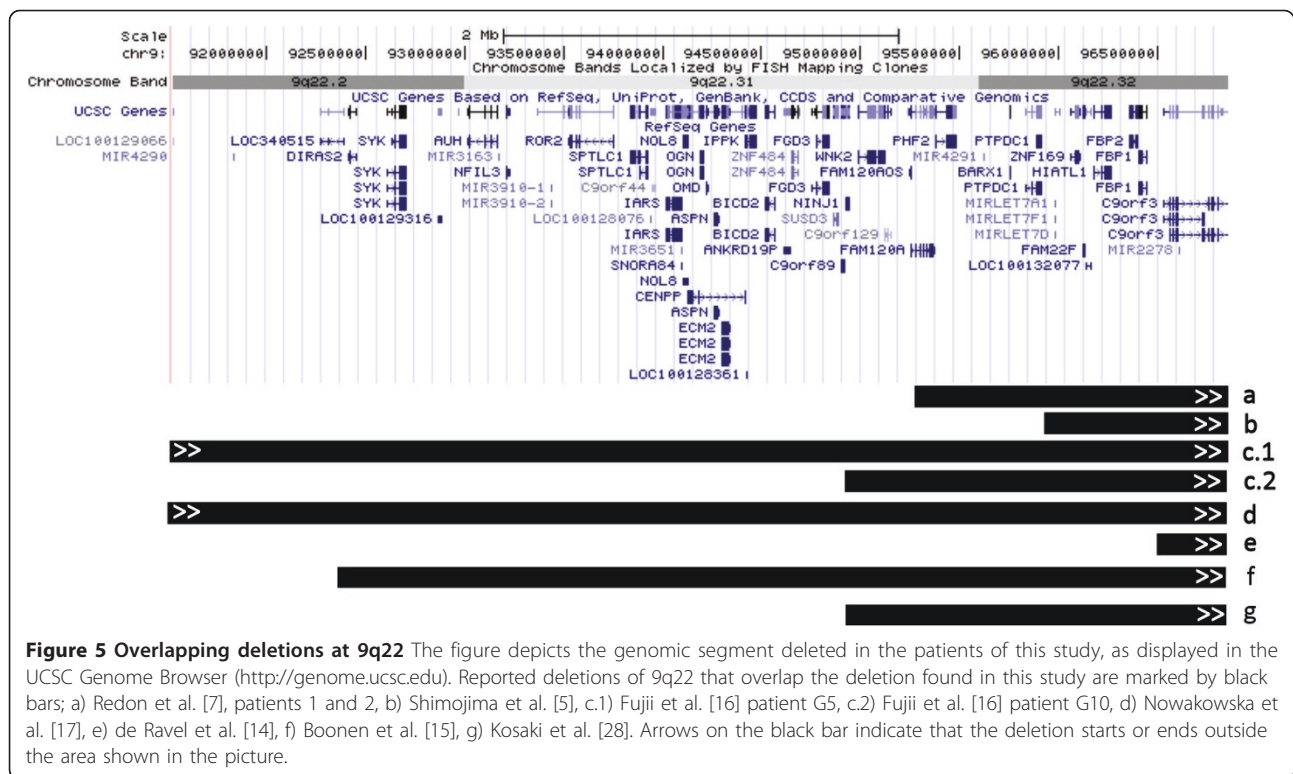 Scale 2 Mb
chr9: 92000000| 92500000| 93000000| 93500000| 94000000| 94500000| 95000000| 95500000| 96000000| 96500000|
Chromosome Bands Localized by FISH Mapping Clones
Chromosome Band 9q22.2 9q22.31 9q22.32
UCSC Genes Based on RefSeq, UniProt, GenBank, CCDS and Comparative Genomics
UCSC Genes
RefSeq Genes
LOC100129066 LOC340515 SYK AUH ROR2 NOL8 IPPK FGD3 PHF2 PTPDC1 FBP2
MIR4290 DIRAS2 MIR3163 SPTLC1 OGN ZNF484 WNK2 MIR4291 ZNF169 FBP1
SYK NFIL3 SPTLC1 OGN ZNF484 FAM120AOS BARX1 HIATL1
SYK MIR3910-1 C9orf44 OMD FGD3 PTPDC1 FBP1
SYK MIR3910-2 IARS BICD2 NINJ1 MIRLET7A1 C9orf3
LOC100129316 LOC100128076 ASPN SUSD3 MIRLET7F1 C9orf3
IARS BICD2 C9orf129 MIRLET7D C9orf3
MIR3651 ANKRD19P FAM120A FAM22F MIR2278
SNORA84 C9orf89 LOC100132077
NOL8
CENPP
ASPN
ECM2
ECM2
ECM2
LOC100128361
>> a
>> b
>> >> c.1
>> c.2
>> >> d
>> e
>> f
>> g
Figure 5 Overlapping deletions at 9q22 The figure depicts the genomic segment deleted in the patients of this study, as displayed in the
UCSC Genome Browser (http://genome.ucsc.edu). Reported deletions of 9q22 that overlap the deletion found in this study are marked by black
bars; a) Redon et al. [7], patients 1 and 2, b) Shimojima et al. [5], c.1) Fujii et al. [16] patient G5, c.2) Fujii et al. [16] patient G10, d) Nowakowska et
al. [17], e) de Ravel et al. [14], f) Boonen et al. [15], g) Kosaki et al. [28]. Arrows on the black bar indicate that the deletion starts or ends outside
the area shown in the picture.